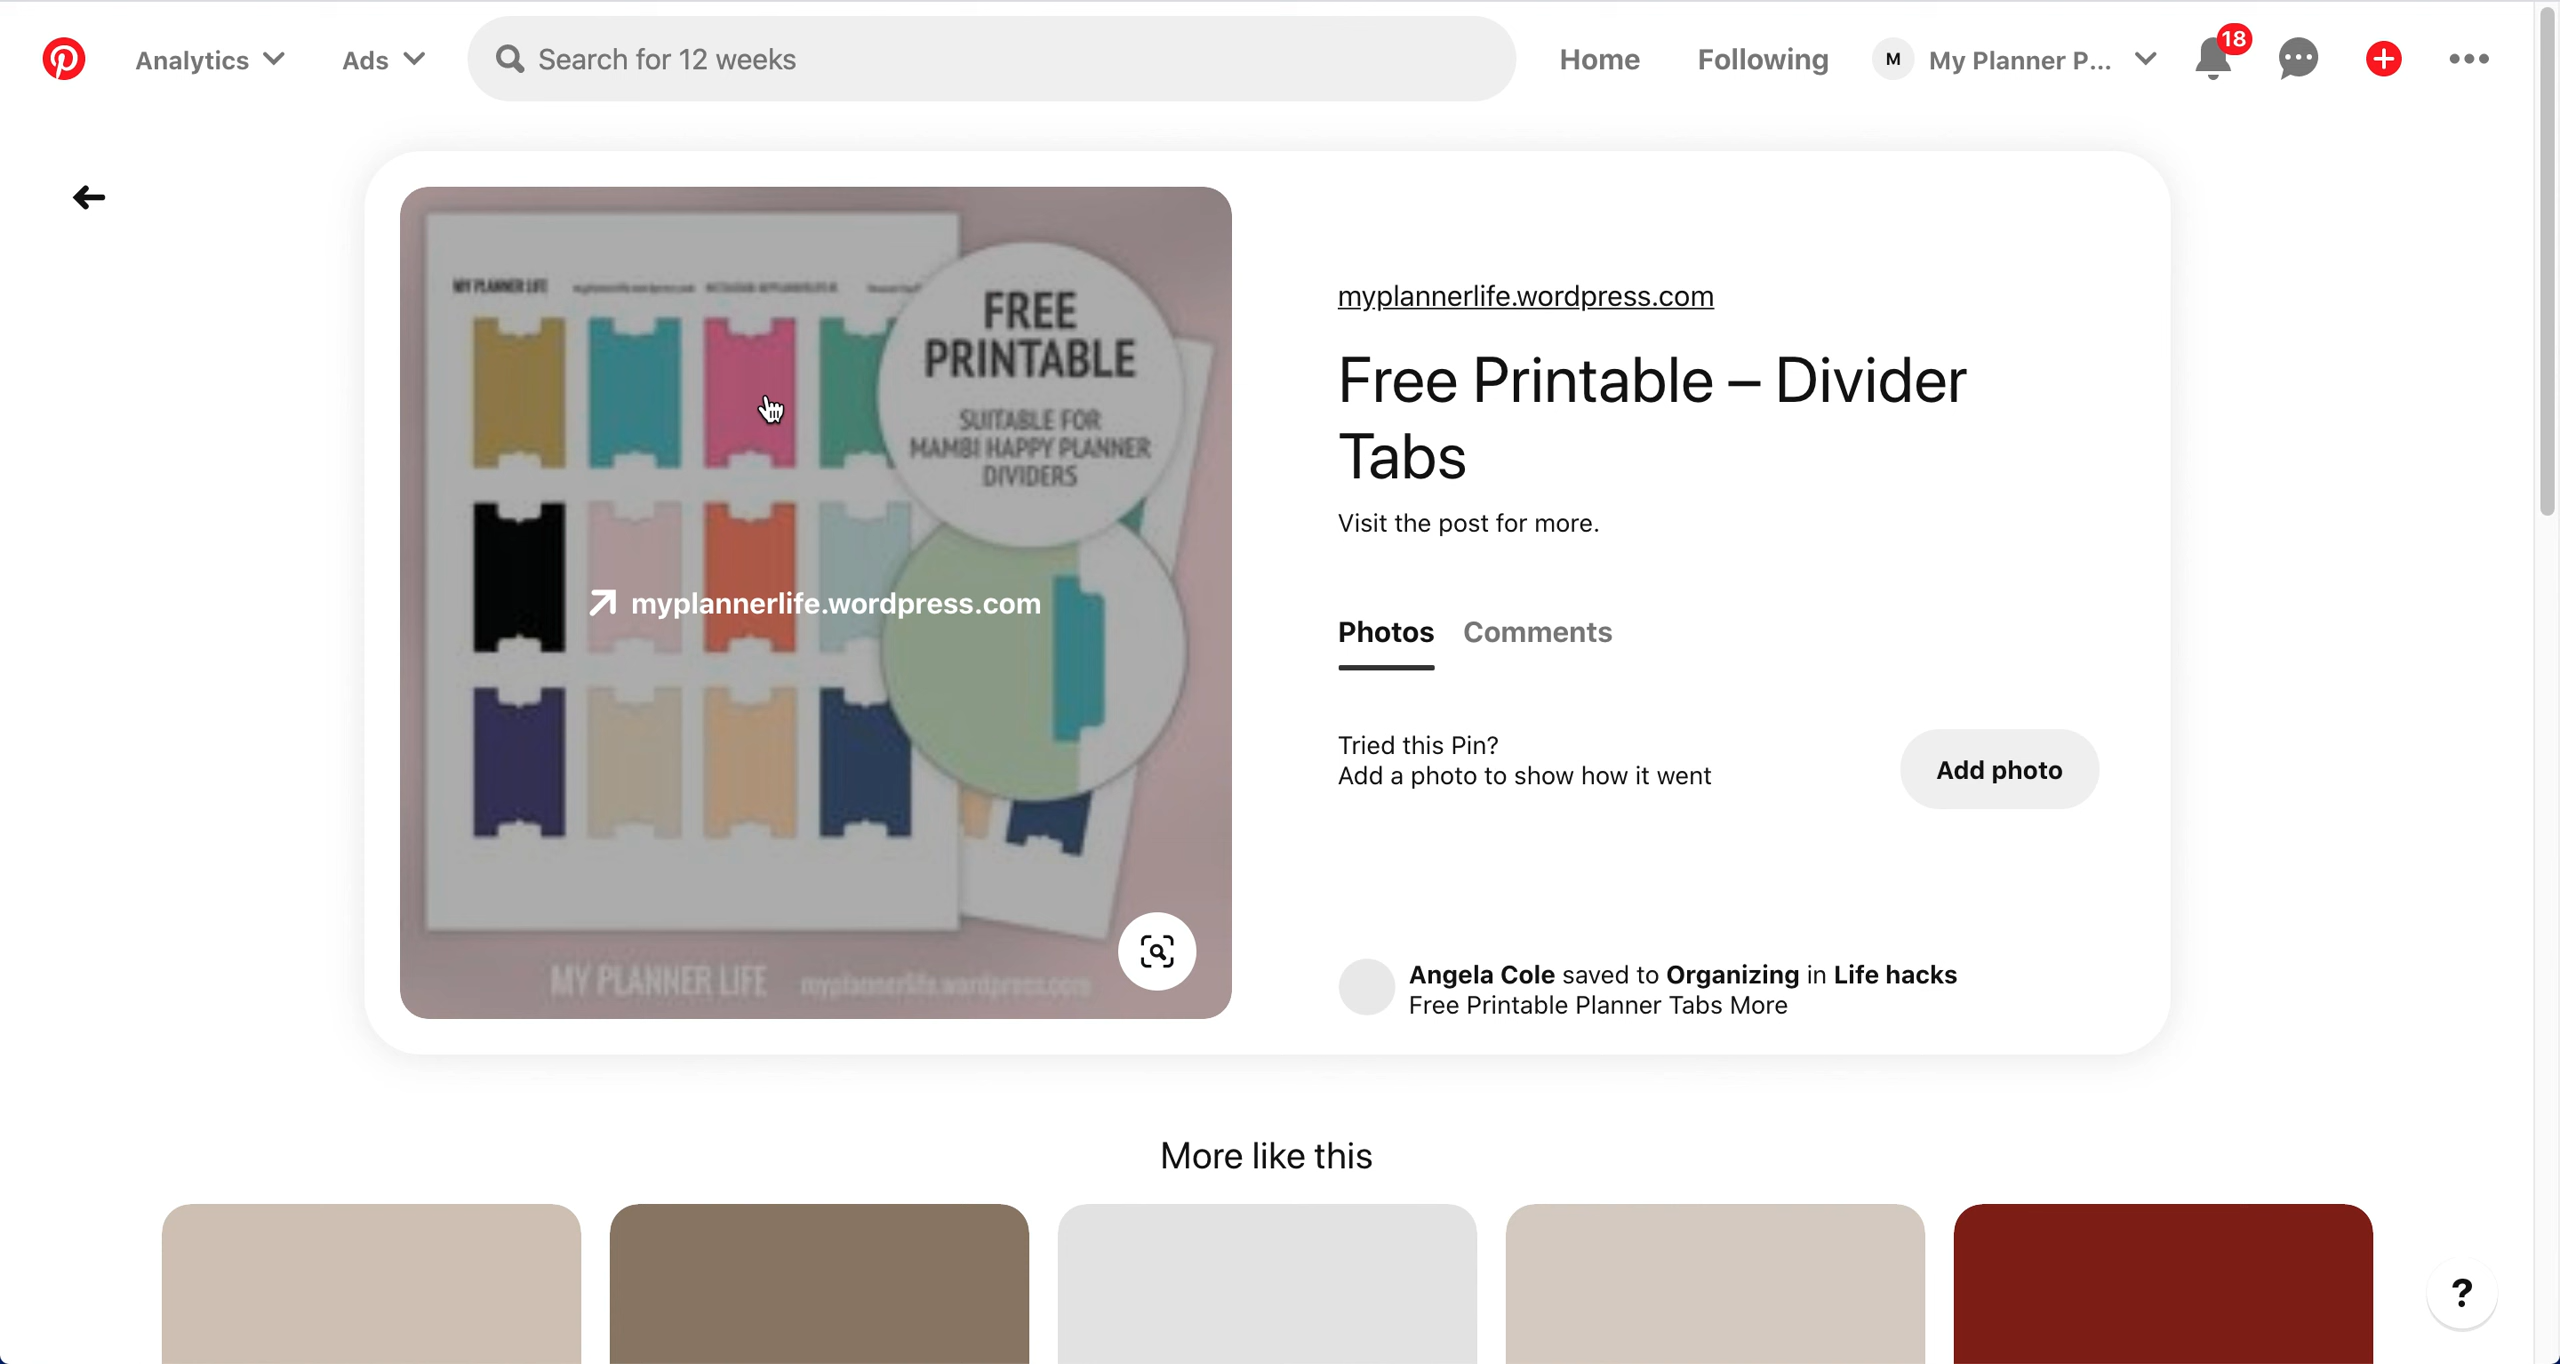 Analytics
Ads
Search for 12 weeks
Home
Following
M
My Planner P...
18
MY PLANNER LIFE
FREE
PRINTABLE
SUITABLE FOR
MAMBI HAPPY PLANNER
DIVIDERS
myplannerlife.wordpress.com
MY PLANNER LIFE
myplannerlife.wordpress.com
myplannerlife.wordpress.com
Free Printable – Divider
Tabs
Visit the post for more.
Photos
Comments
Tried this Pin?
Add a photo to show how it went
Add photo
Angela Cole saved to Organizing in Life hacks
Free Printable Planner Tabs More
More like this
?